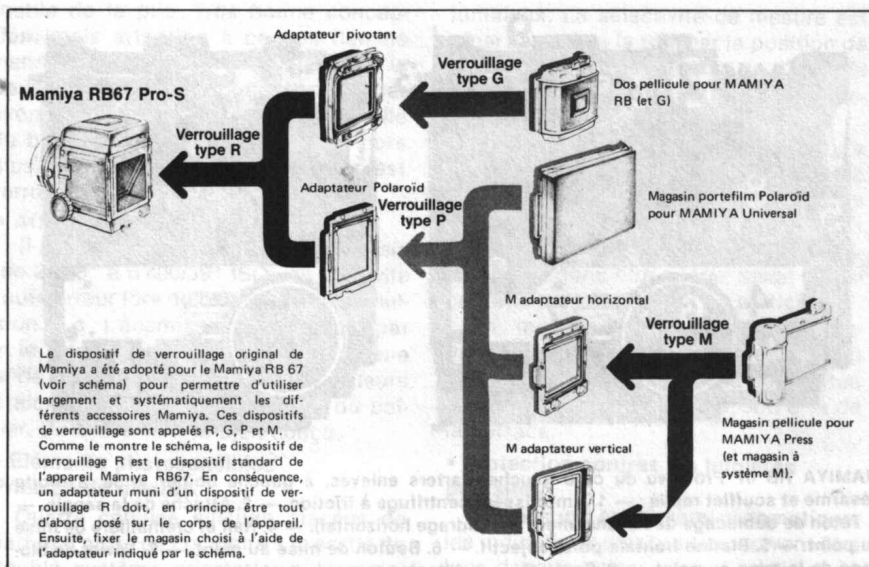 Adaptateur pivotant
Verrouillage
type G
Dos pellicule pour MAMIYA
RB (et G)
Mamiya RB67 Pro-S
Verrouillage
type R
Adaptateur Polaroïd
Verrouillage
type P
Magasin portefilm Polaroïd
pour MAMIYA Universal
M adaptateur horizontal
Verrouillage
type M
Magasin pellicule pour
MAMIYA Press
(et magasin à
système M).
M adaptateur vertical
Le dispositif de verrouillage original de
Mamiya a été adopté pour le Mamiya RB 67
(voir schéma) pour permettre d'utiliser
largement et systématiquement les dif-
férents accessoires Mamiya. Ces dispositifs
de verrouillage sont appelés R, G, P et M.
Comme le montre le schéma, le dispositif de
verrouillage R est le dispositif standard de
l'appareil Mamiya RB67. En conséquence,
un adaptateur muni d'un dispositif de ver-
rouillage R doit, en principe être tout
d'abord posé sur le corps de l'appareil.
Ensuite, fixer le magasin choisi à l'aide de
l'adaptateur indiqué par le schéma.